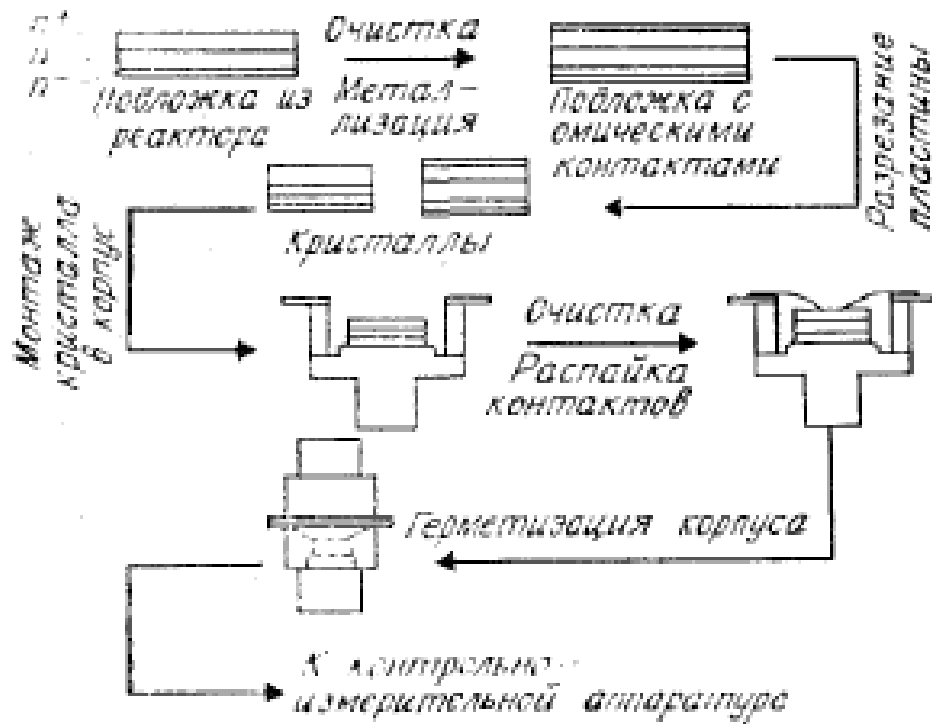 n+
n
n−
Подложка из
реактора
Очистка
Метал-
лизация
Подложка с
омическими
контактами
Разрезание
пластины
Кристаллы
Монтаж
кристалла
в корпус
Очистка
Распайка
контактов
Герметизация корпуса
К контрольно-
измерительной аппаратуре